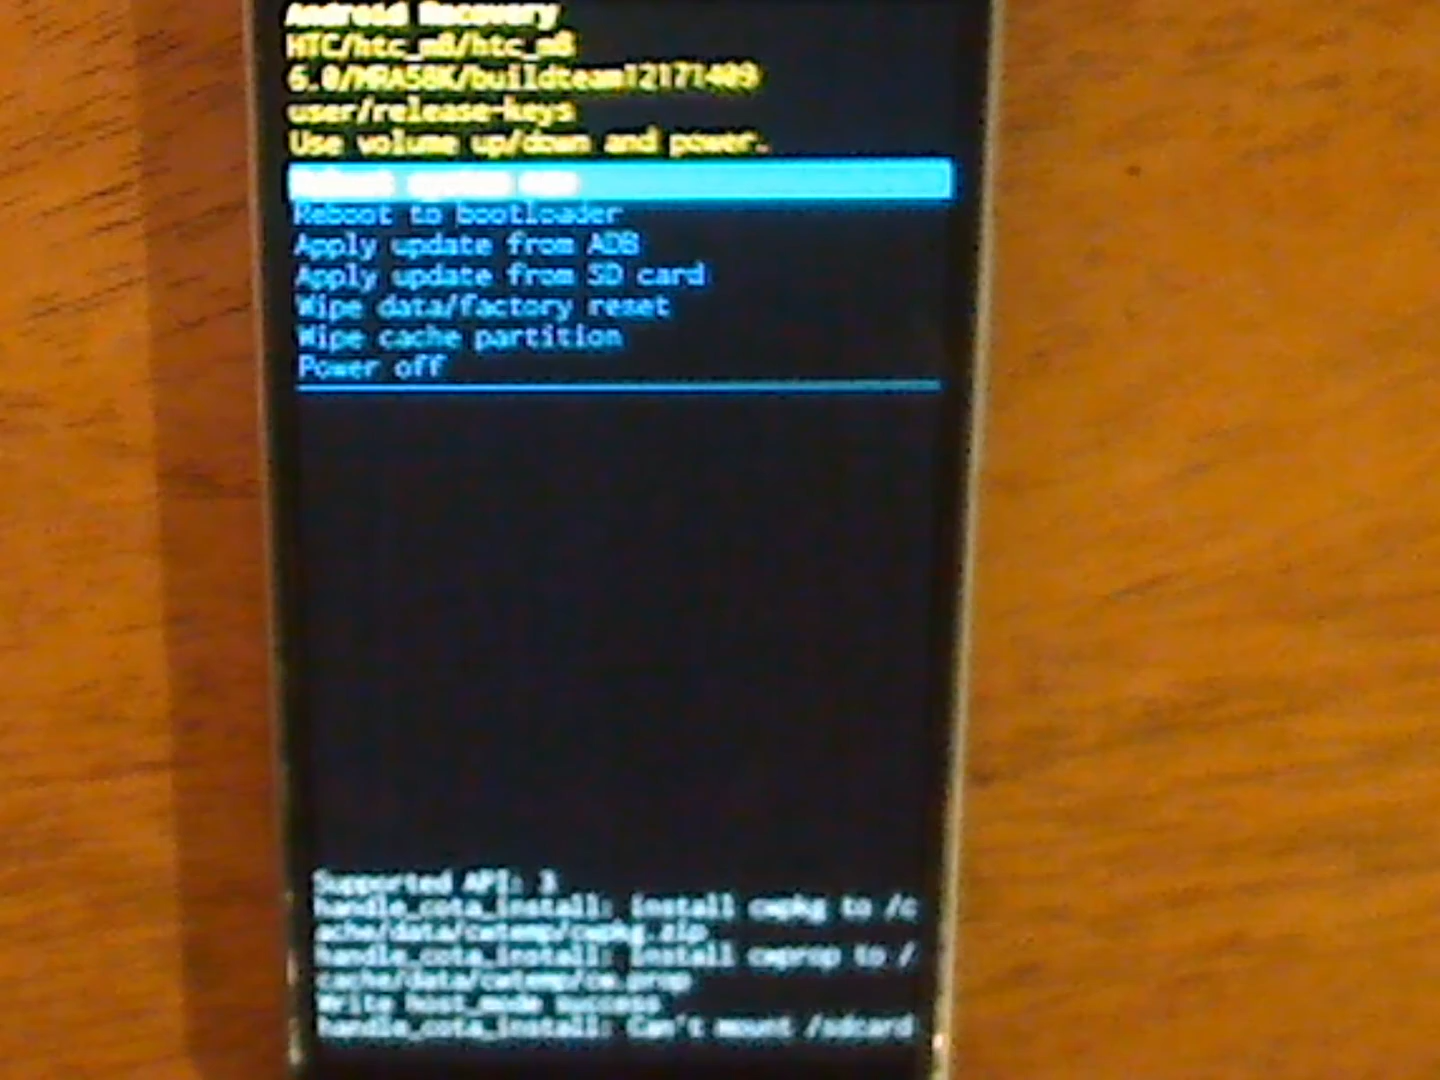 Android Recovery
HTC/htc_m8/htc_m8
6.0/MRA58K/buildteam12171409
user/release-keys
Use volume up/down and power.
Reboot system now
Reboot to bootloader
Apply update from ADB
Apply update from SD card
Wipe data/factory reset
Wipe cache partition
Power off
Supported API: 3
handle_cota_install: install cwpkg to /c
ache/data/cwtemp/cwpkg.zip
handle_cota_install: install cwprop to /
cache/data/cwtemp/cw.prop
Write host_mode success
handle_cota_install: Can't mount /sdcard